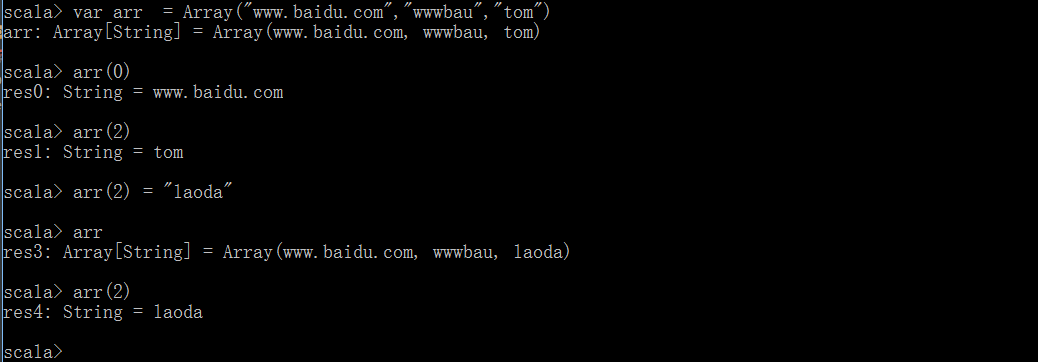 scala> var arr  = Array("www.baidu.com","wwwbau","tom")
arr: Array[String] = Array(www.baidu.com, wwwbau, tom)
scala> arr(0)
res0: String = www.baidu.com
scala> arr(2)
res1: String = tom
scala> arr(2) = "laoda"
scala> arr
res3: Array[String] = Array(www.baidu.com, wwwbau, laoda)
scala> arr(2)
res4: String = laoda
scala>